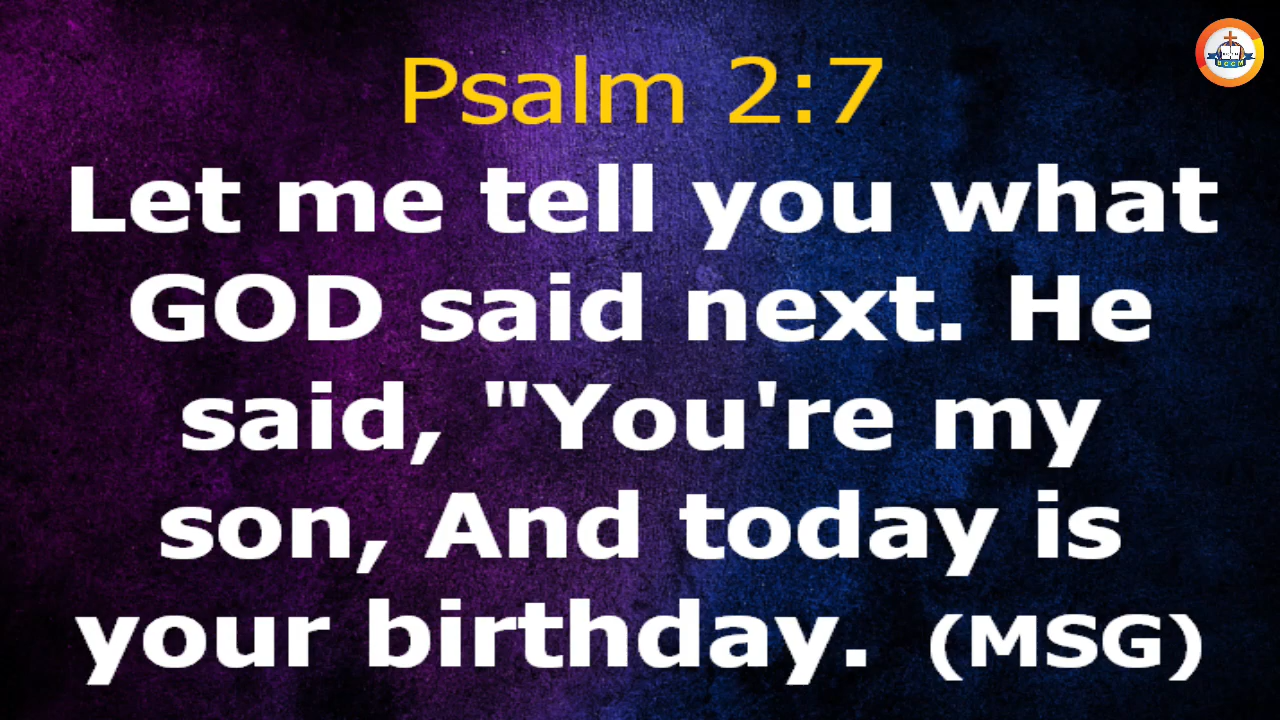 Psalm 2:7
Let me tell you what
GOD said next. He
said, "You're my
son, And today is
your birthday. (MSG)
BCCM